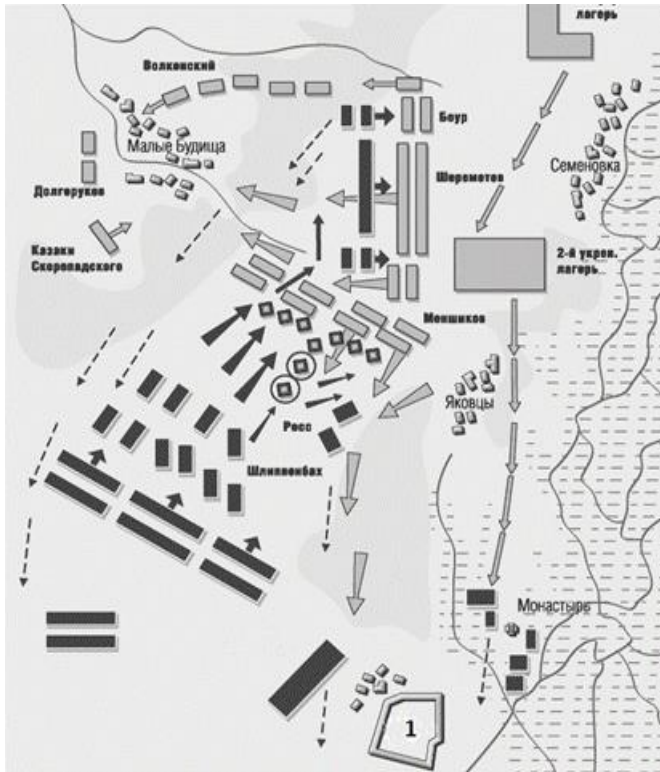 лагерь
Волконский
Боур
Малые Будища
Семеновка
Долгоруков
Шереметев
Казаки
Скоропадского
2-й укреп.
лагерь
Меншиков
Яковцы
Росс
Шлиппенбах
Монастырь
1